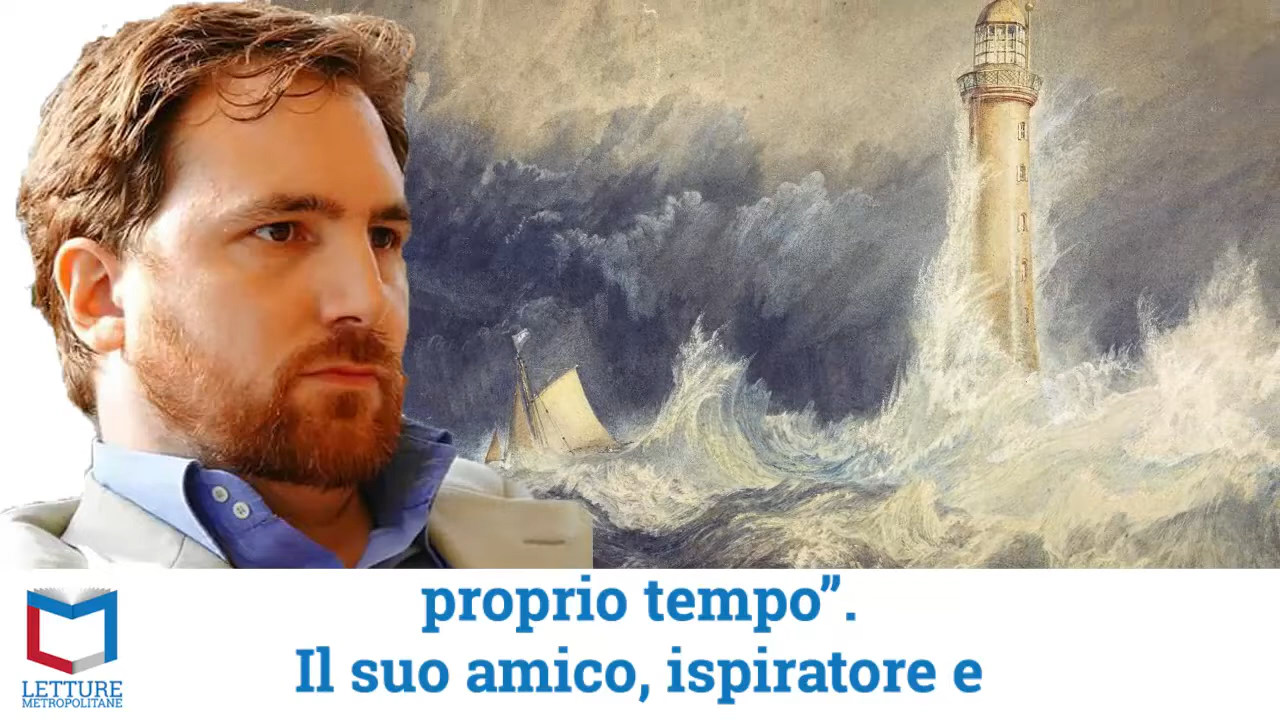 proprio tempo”.
Il suo amico, ispiratore e
LETTURE
METROPOLITANE